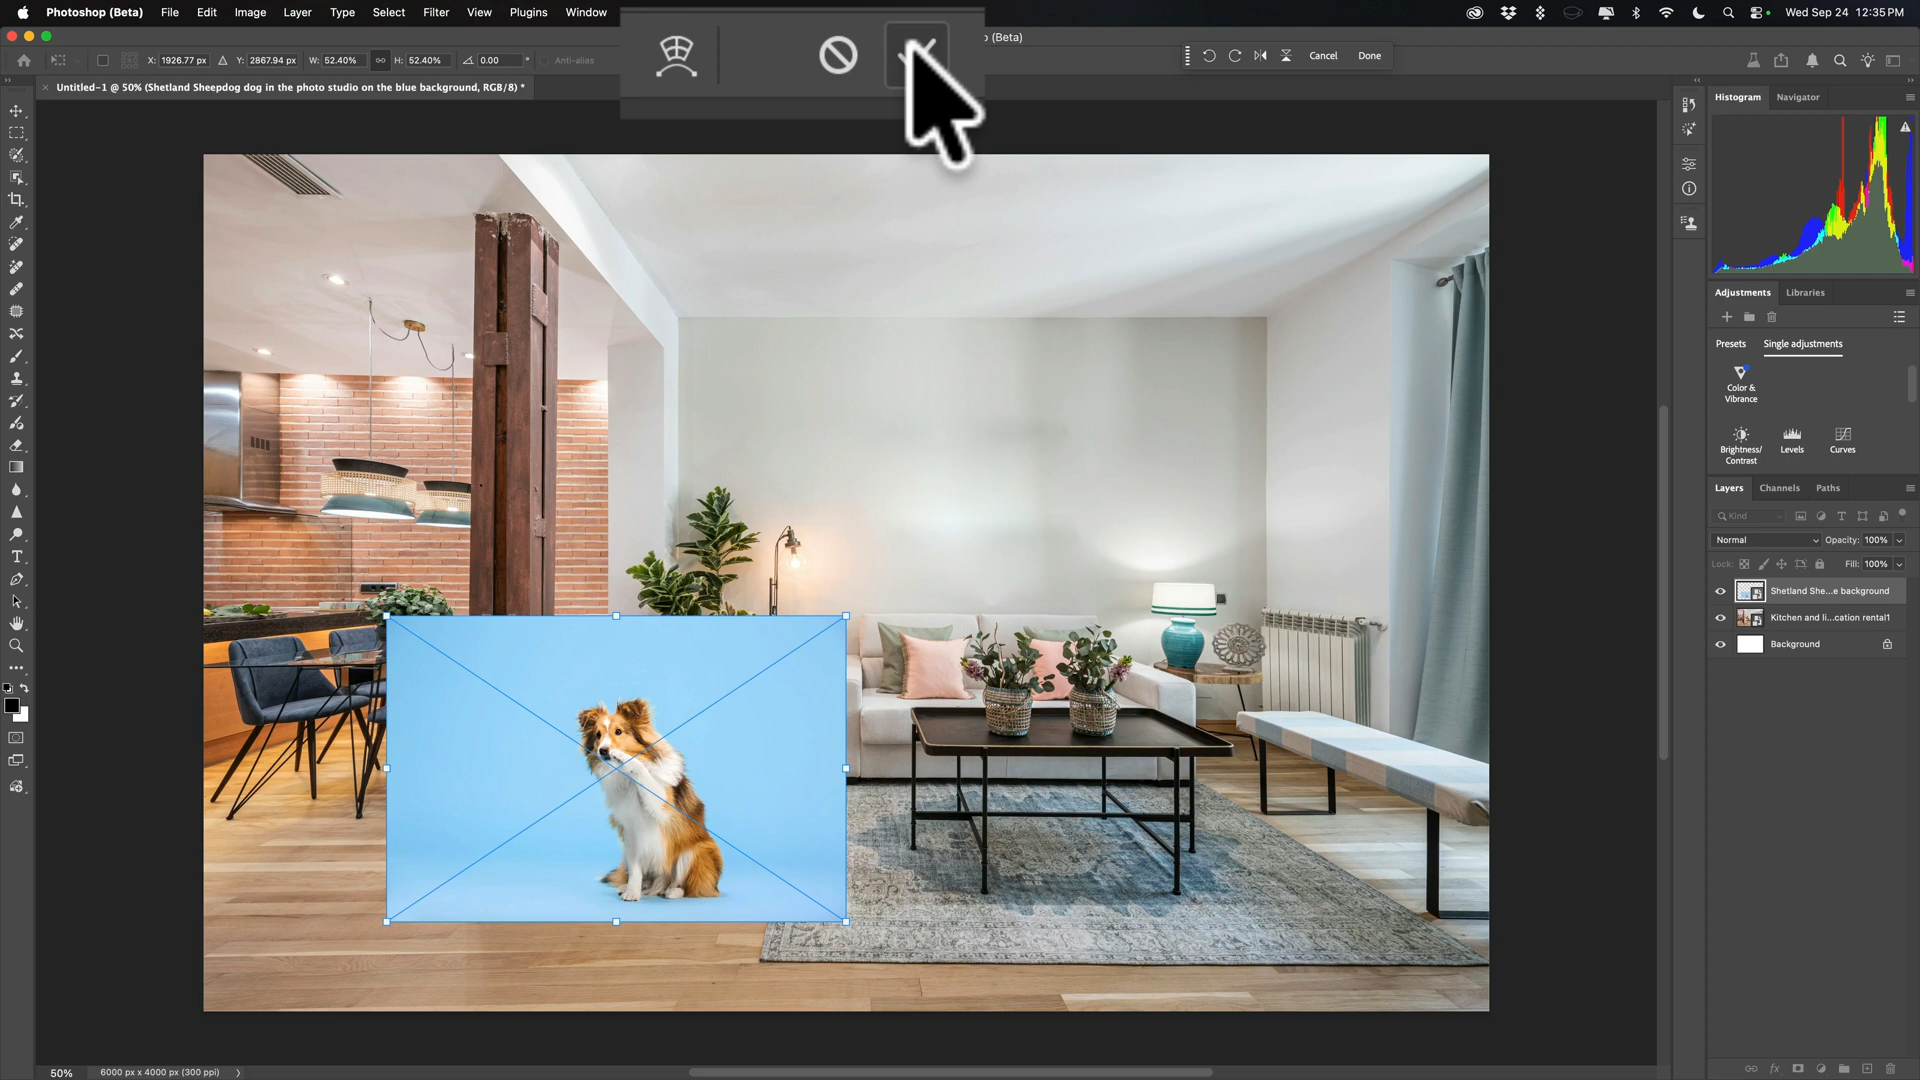 Photoshop (Beta) File Edit Image Layer Type Select Filter View Plugins Window Wed Sep 24 12:35 PM
(Beta)
X: 1926.77 px Y: 2867.94 px W: 52.40% H: 52.40% 0.00 ° Anti-alias Cancel Done
Untitled-1 @ 50% (Shetland Sheepdog dog in the photo studio on the blue background, RGB/8) *
Histogram Navigator
Adjustments Libraries
Presets Single adjustments
Color &
Vibrance
Brightness/
Contrast
Levels
Curves
Layers Channels Paths
Kind
Normal Opacity: 100%
Lock: Fill: 100%
Shetland She...e background
Kitchen and li...cation rental1
Background
50% 6000 px x 4000 px (300 ppi)